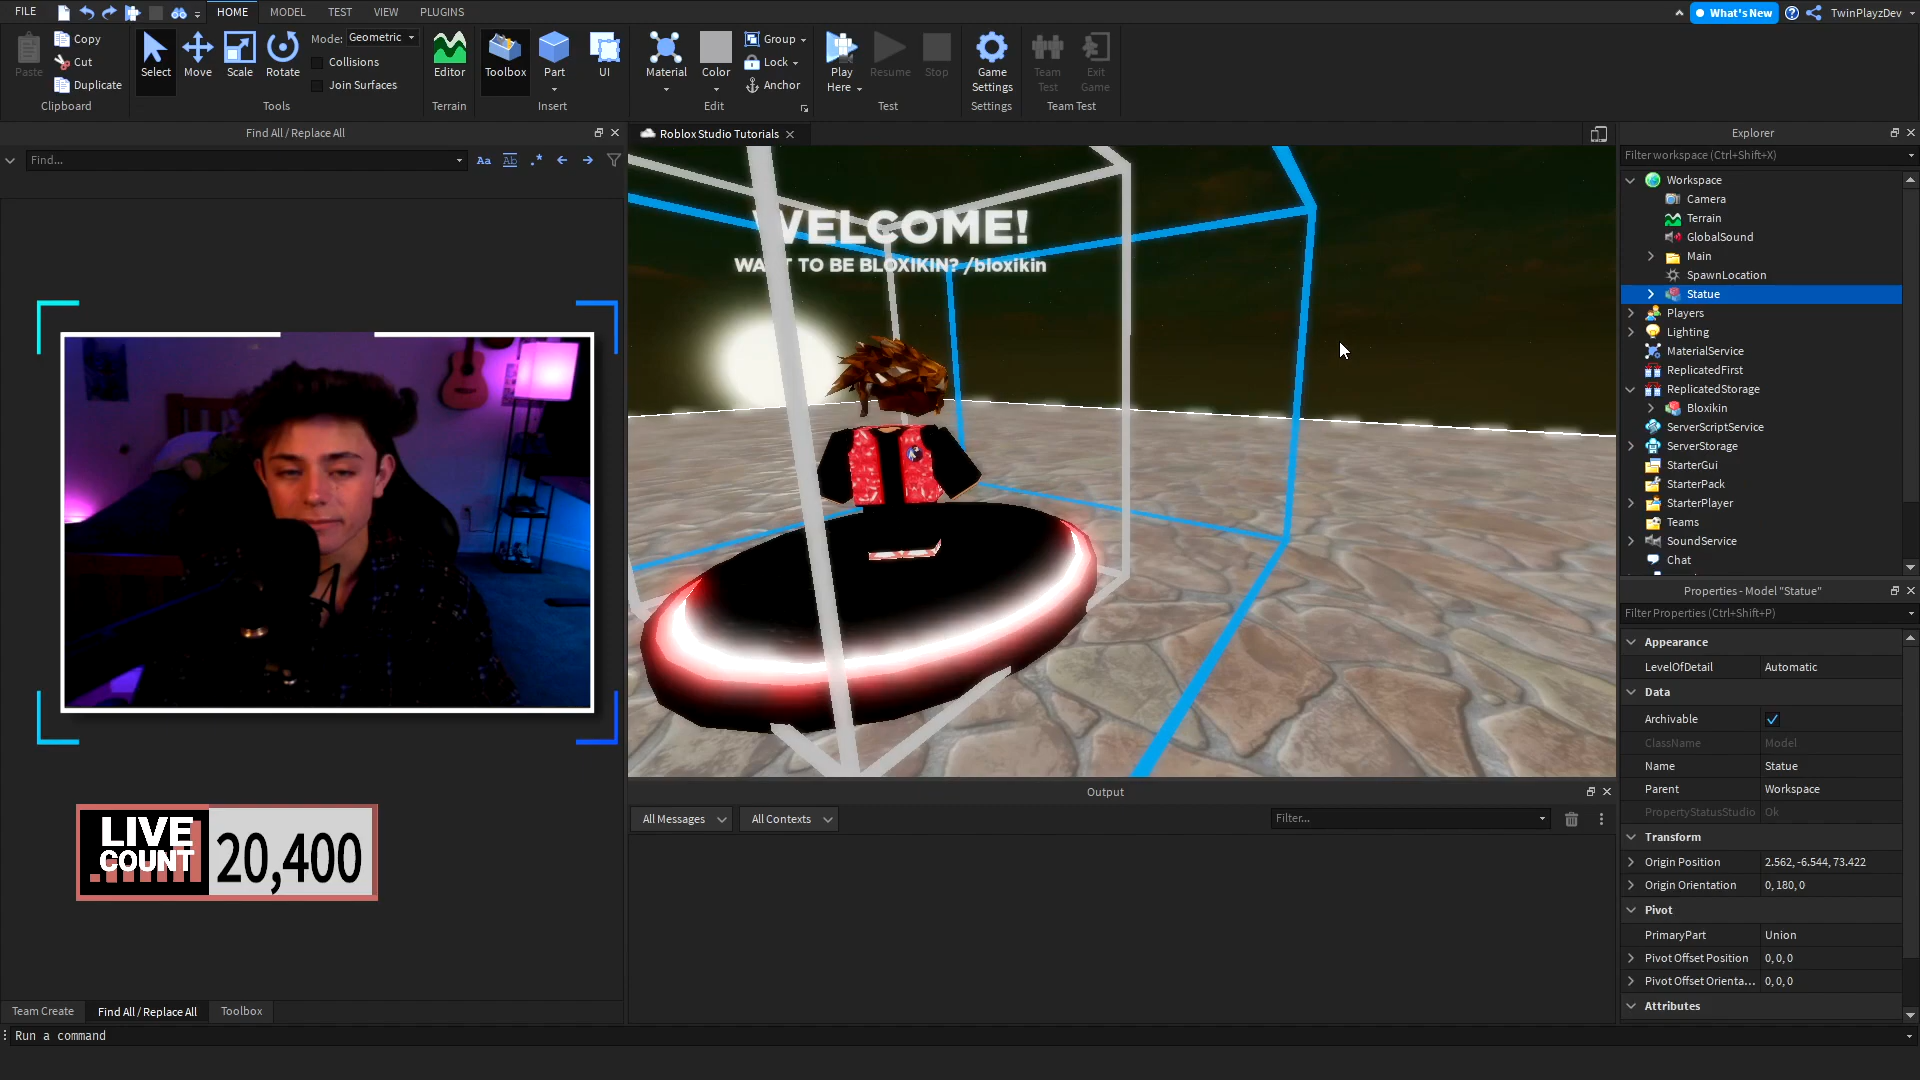 FILE
HOME
MODEL
TEST
VIEW
PLUGINS
What's New
TwinPlayzDev
Paste
Copy
Cut
Duplicate
Clipboard
Select
Move
Scale
Rotate
Mode: Geometric
Collisions
Join Surfaces
Tools
Editor
Terrain
Toolbox
Part
UI
Insert
Material
Color
Group
Lock
Anchor
Edit
Play
Here
Resume
Stop
Test
Game
Settings
Settings
Team
Test
Exit
Game
Team Test
Find All / Replace All
Find...
Aa
Ab
.*
Roblox Studio Tutorials
WELCOME!
WANT TO BE BLOXIKIN? /bloxikin
LIVE
COUNT
20,400
Output
All Messages
All Contexts
Filter...
Explorer
Filter workspace (Ctrl+Shift+X)
Workspace
Camera
Terrain
GlobalSound
Main
SpawnLocation
Statue
Players
Lighting
MaterialService
ReplicatedFirst
ReplicatedStorage
Bloxikin
ServerScriptService
ServerStorage
StarterGui
StarterPack
StarterPlayer
Teams
SoundService
Chat
Properties - Model "Statue"
Filter Properties (Ctrl+Shift+P)
Appearance
LevelOfDetail Automatic
Data
Archivable
ClassName Model
Name Statue
Parent Workspace
PropertyStatusStudio Ok
Transform
Origin Position 2.562, -6.544, 73.422
Origin Orientation 0, 180, 0
Pivot
PrimaryPart Union
Pivot Offset Position 0, 0, 0
Pivot Offset Orienta... 0, 0, 0
Attributes
Team Create
Find All / Replace All
Toolbox
Run a command